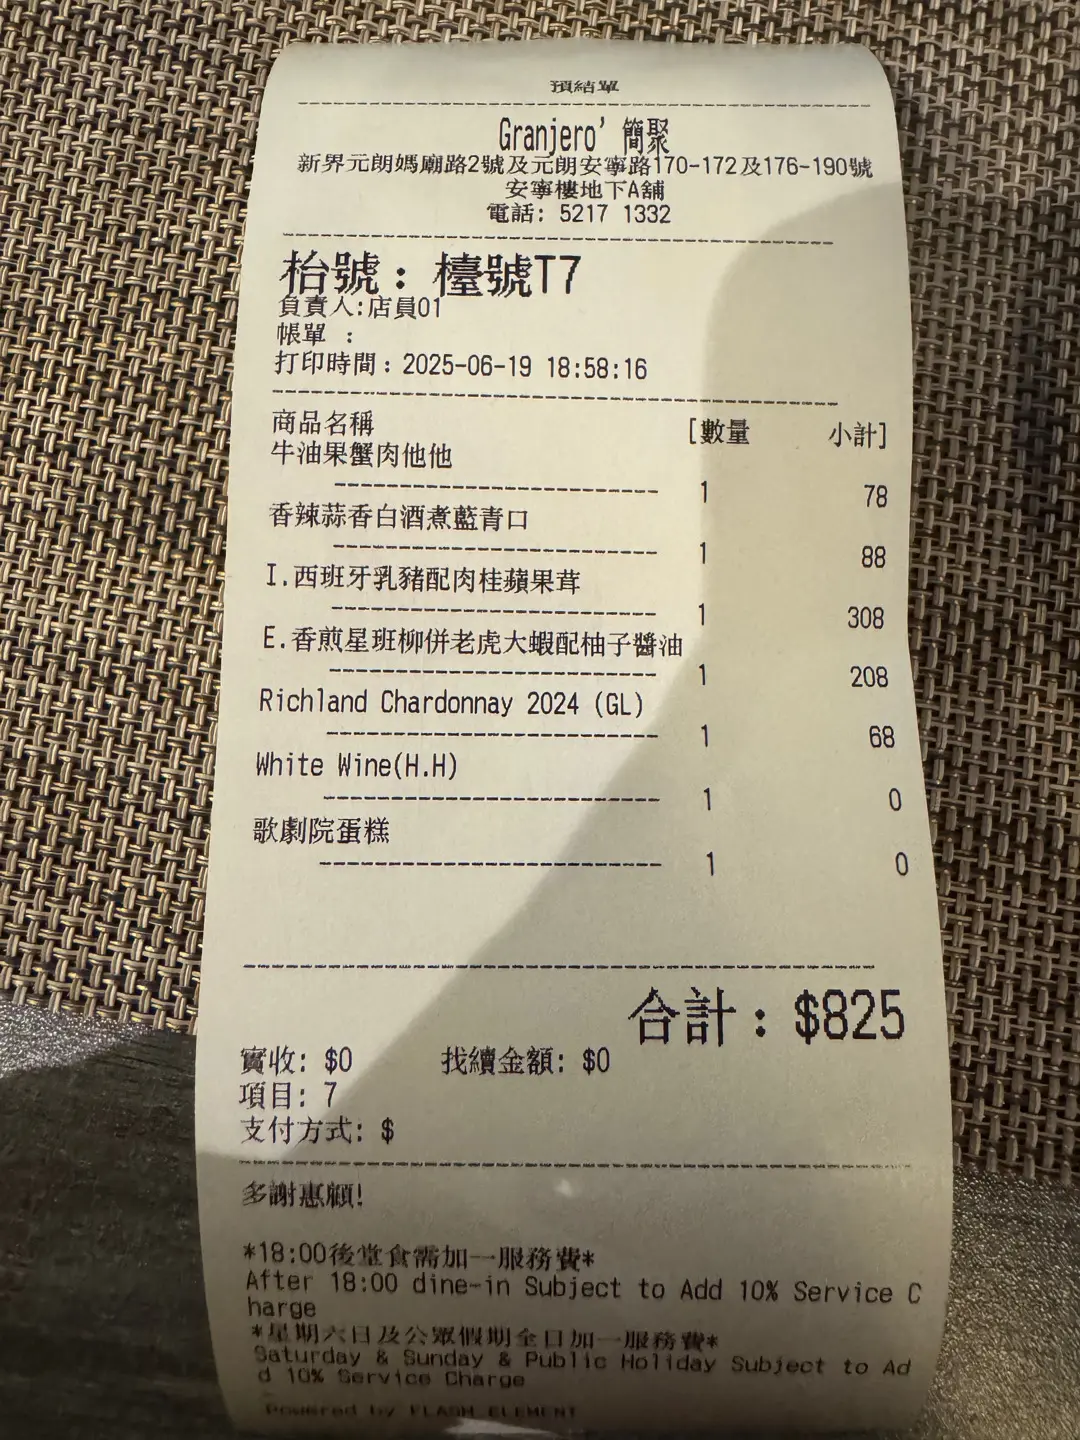 預結單
Granjero’ 簡聚
新界元朗媽廟路2號及元朗安寧路170-172及176-190號
安寧樓地下A舖
電話: 5217 1332
枱號: 檯號T7
負責人:店員01
帳單 :
打印時間: 2025-06-19 18:58:16
商品名稱 [數量 小計]
牛油果蟹肉他他
1 78
香辣蒜香白酒煮藍青口
1 88
I.西班牙乳豬配肉桂蘋果茸
1 308
E.香煎星班柳併老虎大蝦配柚子醬油
1 208
Richland Chardonnay 2024 (GL)
1 68
White Wine(H.H)
1 0
歌劇院蛋糕
1 0
合計: $825
實收: $0 找續金額: $0
項目: 7
支付方式: $
多謝惠顧!
*18:00後堂食需加一服務費*
After 18:00 dine-in Subject to Add 10% Service C
harge
*星期六日及公眾假期全日加一服務費*
Saturday & Sunday & Public Holiday Subject to Ad
d 10% Service Charge
Powered by FLASH ELEMENT